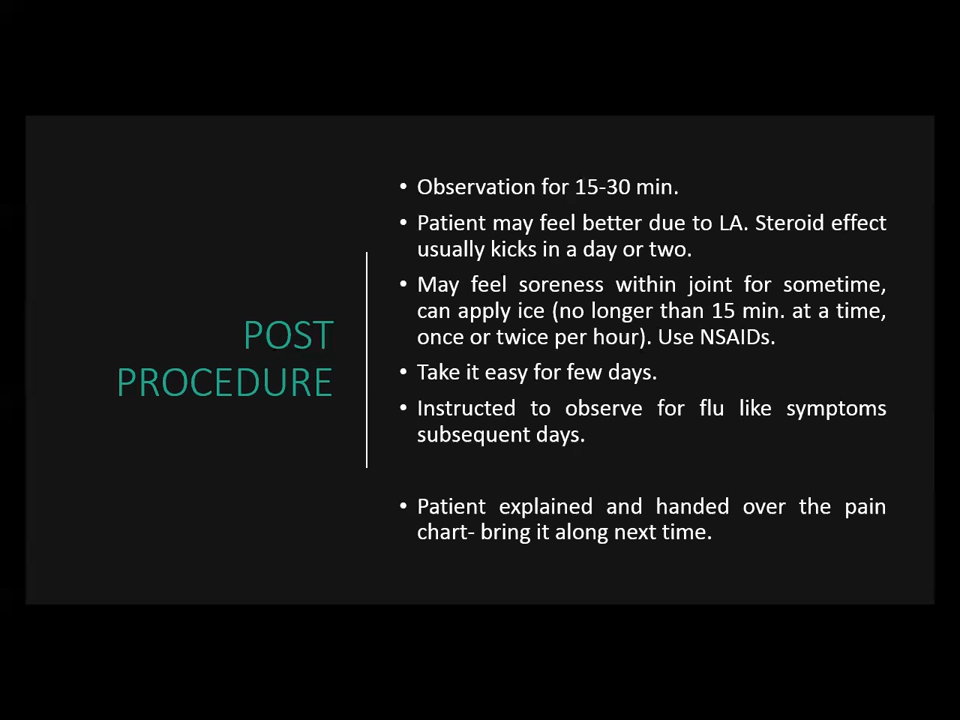 POST
PROCEDURE
• Observation for 15-30 min.
• Patient may feel better due to LA. Steroid effect
usually kicks in a day or two.
• May feel soreness within joint for sometime,
can apply ice (no longer than 15 min. at a time,
once or twice per hour). Use NSAIDs.
• Take it easy for few days.
• Instructed to observe for flu like symptoms
subsequent days.
• Patient explained and handed over the pain
chart- bring it along next time.